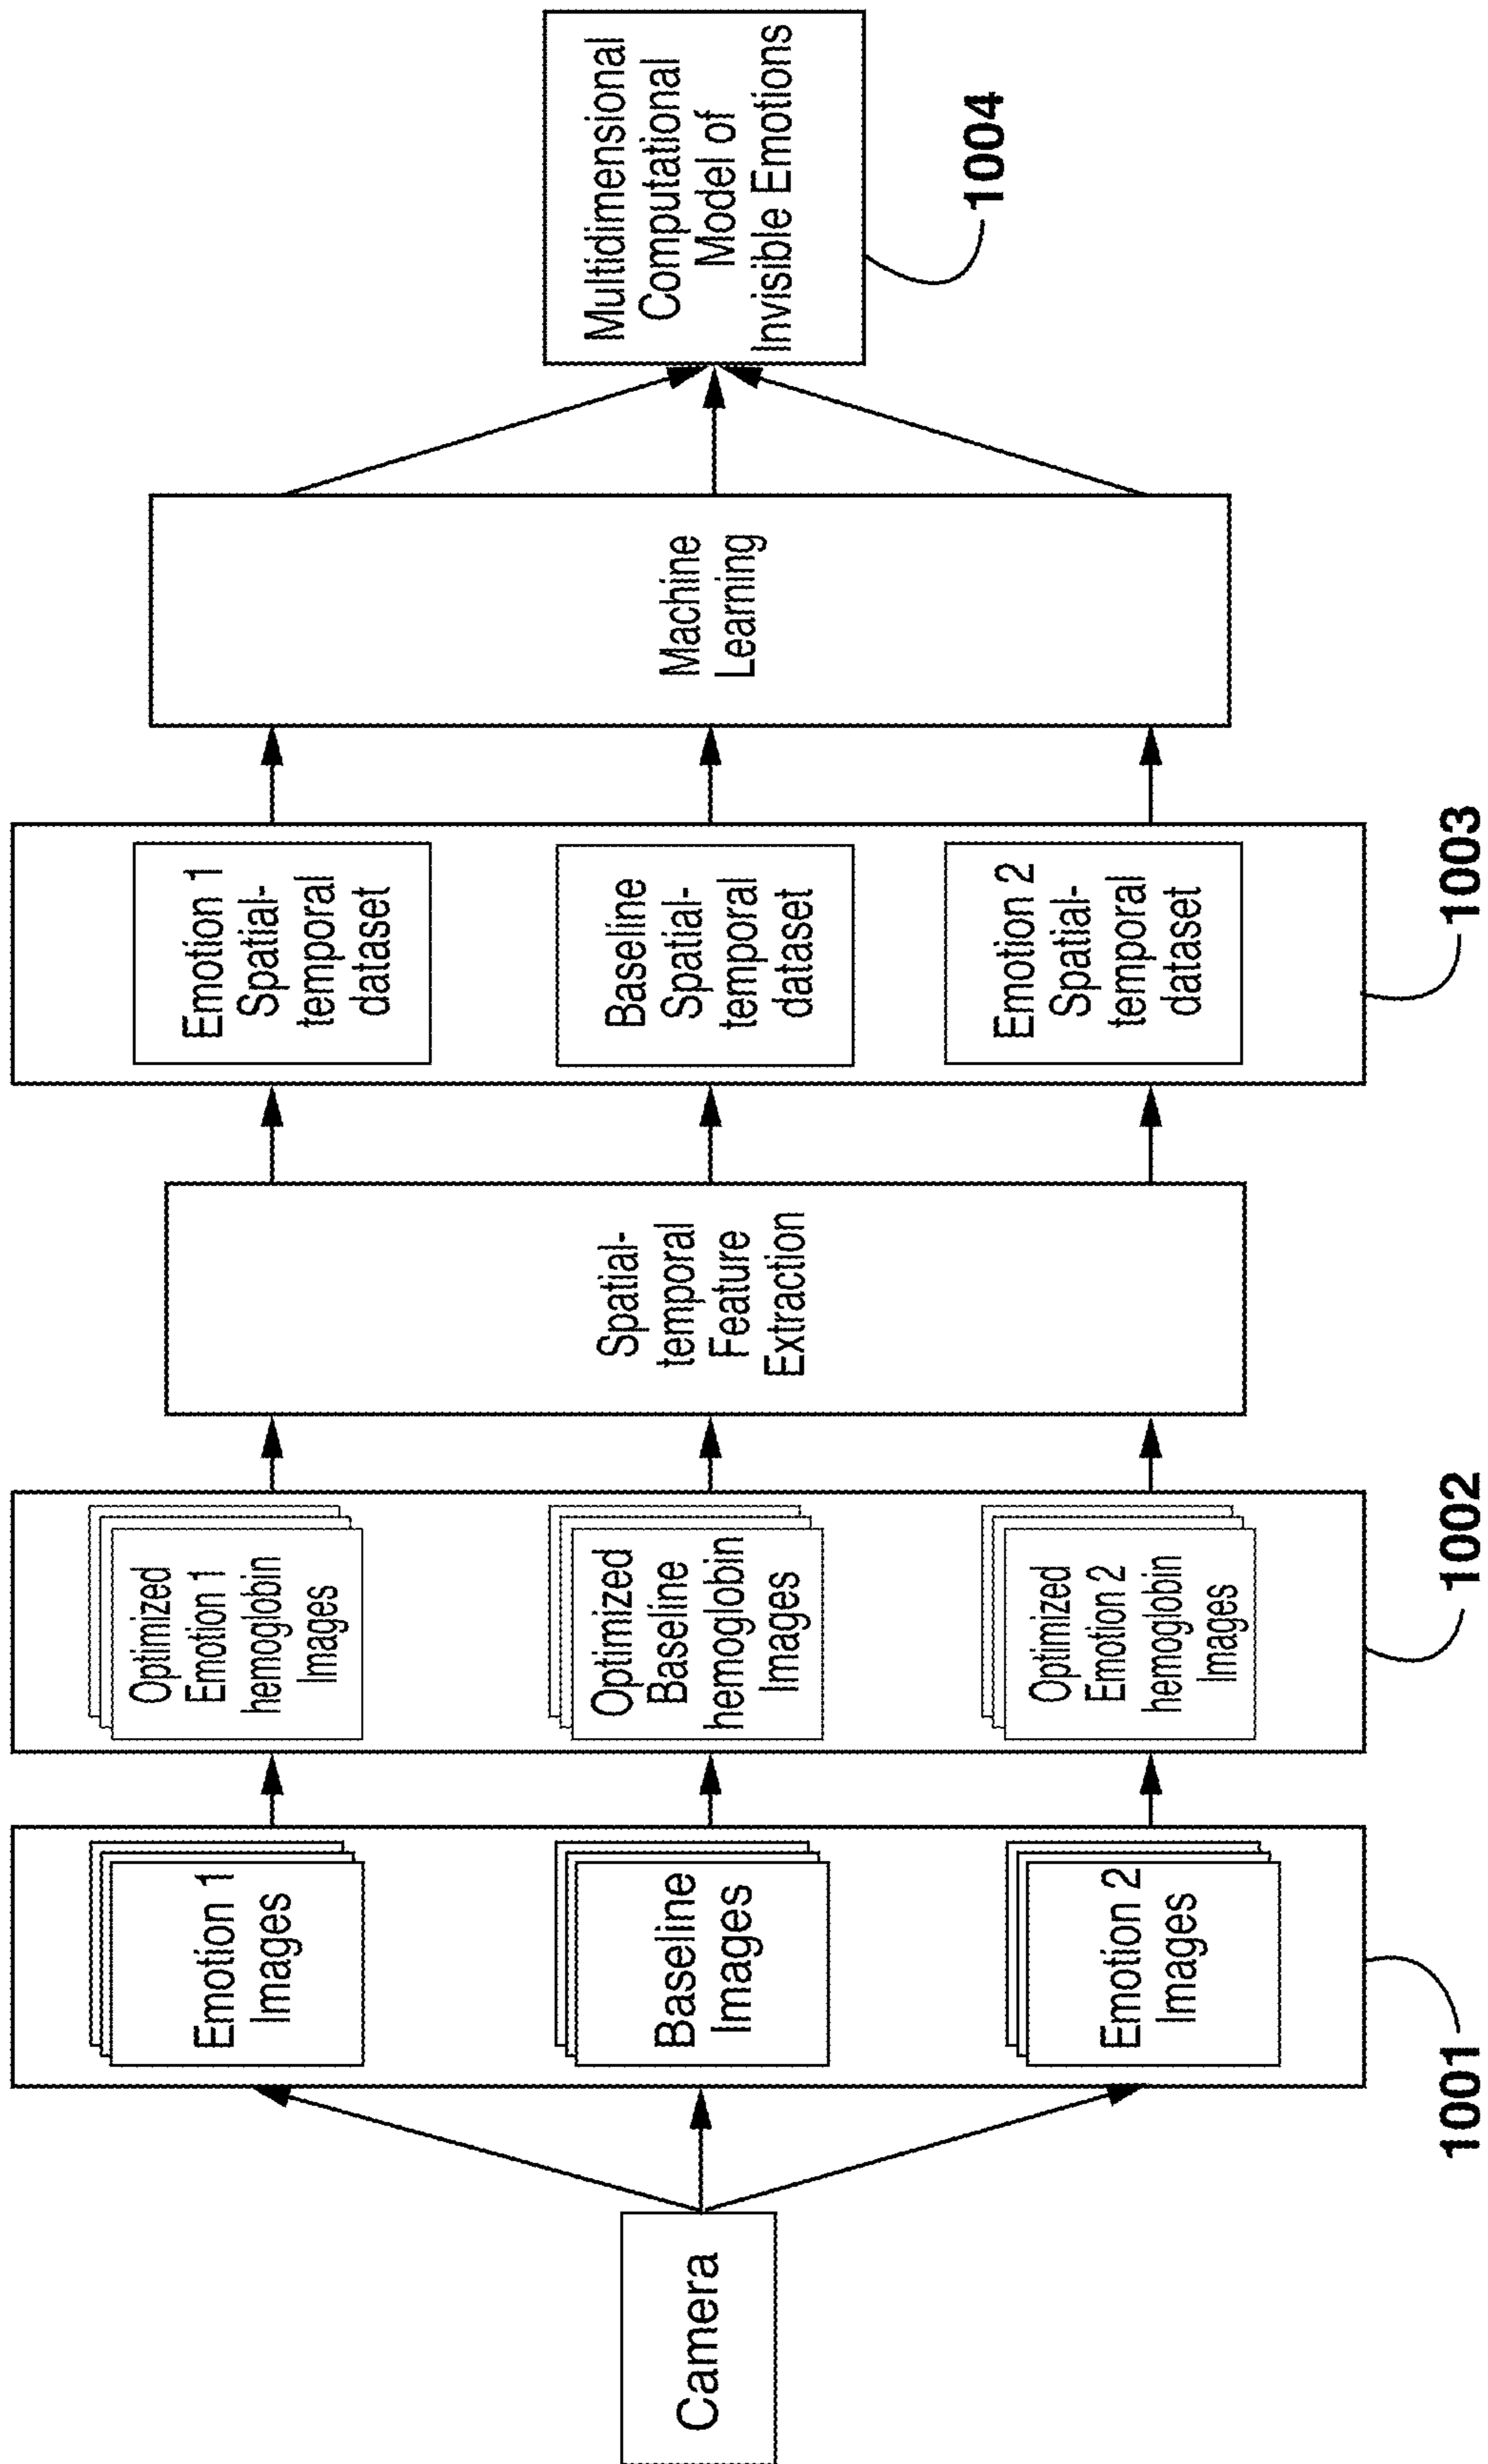 Camera
Emotion 1
Images
Baseline
Images
Emotion 2
Images
1001
Optimized
Emotion 1
hemoglobin
Images
Optimized
Baseline
hemoglobin
Images
Optimized
Emotion 2
hemoglobin
Images
1002
Spatial-
temporal
Feature
Extraction
Emotion 1
Spatial-
temporal
dataset
Baseline
Spatial-
temporal
dataset
Emotion 2
Spatial-
temporal
dataset
1003
Machine
Learning
Multidimensional
Computational
Model of
Invisible Emotions
1004